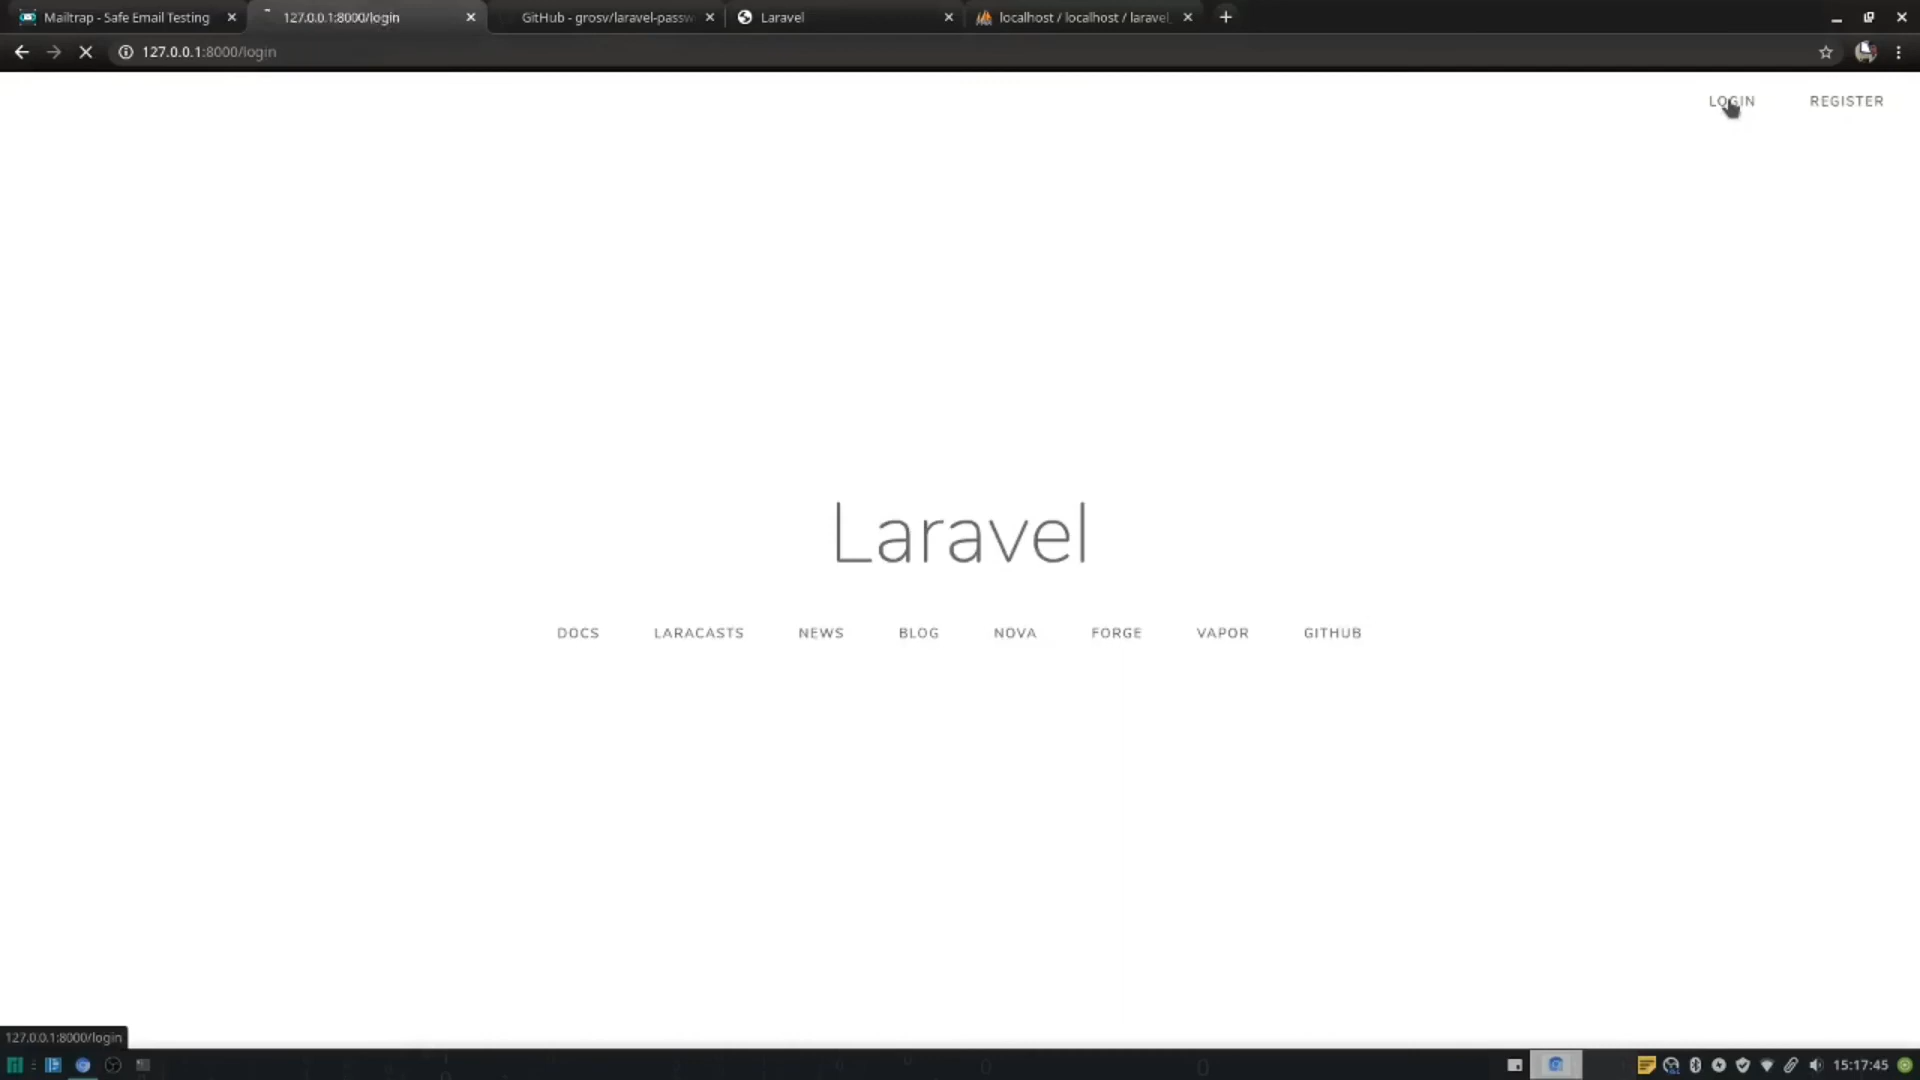 Mailtrap - Safe Email Testing
127.0.0.1:8000/login
GitHub - grosv/laravel-passw
Laravel
localhost / localhost / laravel_
127.0.0.1:8000/login
LOGIN
REGISTER
Laravel
DOCS LARACASTS NEWS BLOG NOVA FORGE VAPOR GITHUB
127.0.0.1:8000/login
15:17:45